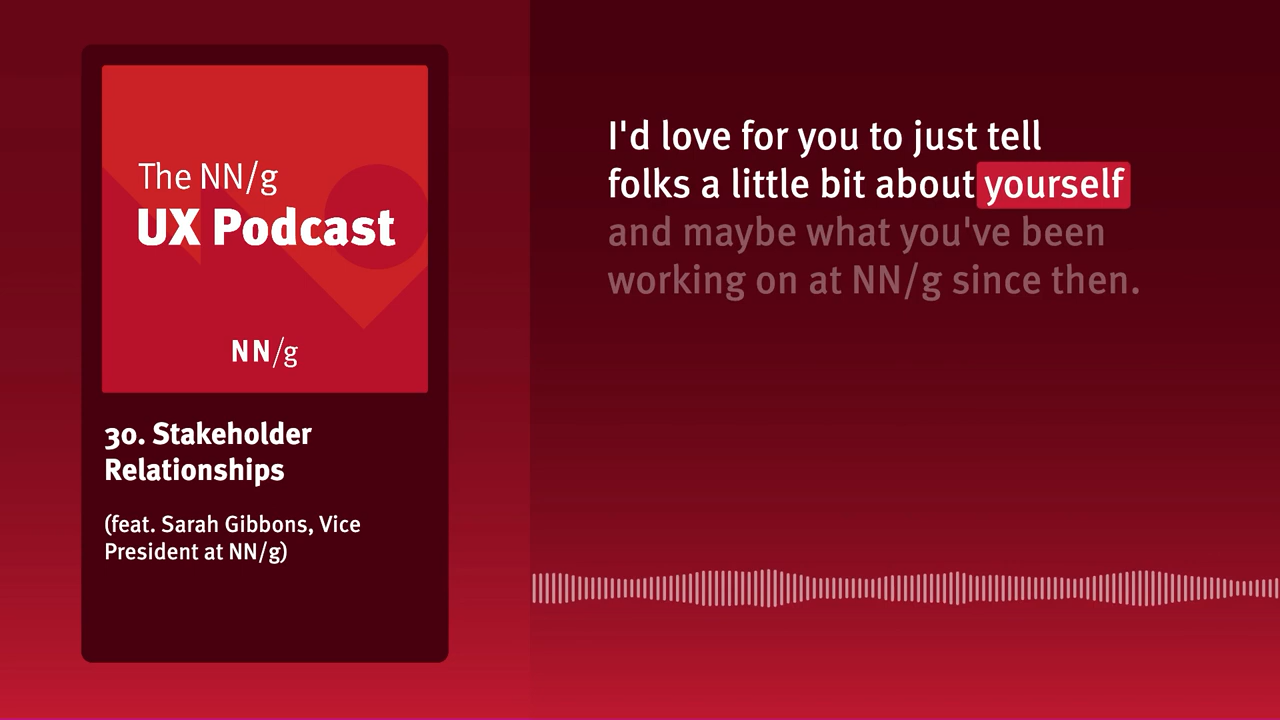 The NN/g
UX Podcast
NN/g
30. Stakeholder
Relationships
(feat. Sarah Gibbons, Vice
President at NN/g)
I'd love for you to just tell
folks a little bit about yourself
and maybe what you've been
working on at NN/g since then.